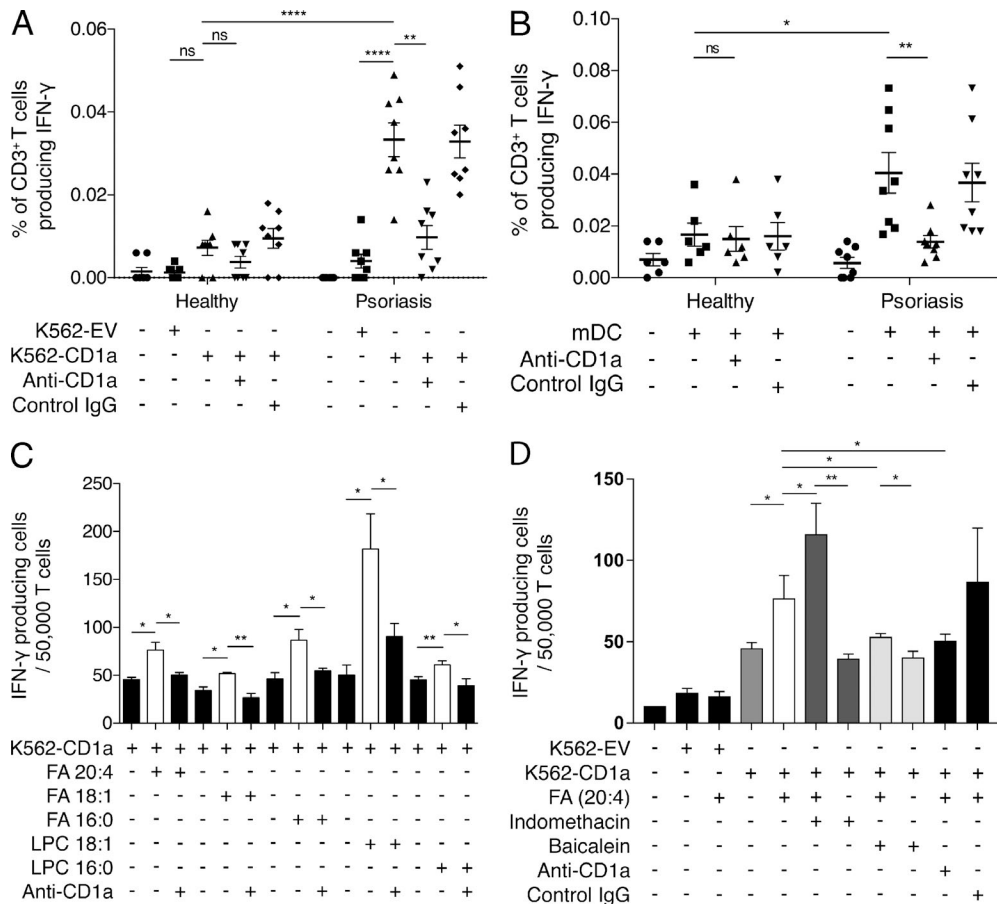 A
% of CD3+ T cells
producing IFN-γ
0.06
0.04
0.02
0.00
ns
ns
****
****
**
Healthy
Psoriasis
K562-EV - + - - - - + - - -
K562-CD1a - - + + + - - + + +
Anti-CD1a - - - + - - - - + -
Control IgG - - - - + - - - - +
B
% of CD3+ T cells
producing IFN-γ
0.10
0.08
0.06
0.04
0.02
0.00
ns
*
**
Healthy
Psoriasis
mDC - + + + - + + +
Anti-CD1a - - + - - - + -
Control IgG - - - + - - - +
C
IFN-γ producing cells
/ 50,000 T cells
250
200
150
100
50
0
* * * ** * * * * ** *
K562-CD1a + + + + + + + + + + + + + + +
FA 20:4 - + + - - - - - - - - - - - -
FA 18:1 - - - - + + - - - - - - - - -
FA 16:0 - - - - - - - + + - - - - - -
LPC 18:1 - - - - - - - - - - + + - - -
LPC 16:0 - - - - - - - - - - - - - + +
Anti-CD1a - - + - - + - - + - - + - - +
D
IFN-γ producing cells
/ 50,000 T cells
150
100
50
0
*
*
* * ** *
K562-EV - + + - - - - - - - -
K562-CD1a - - - + + + + + + + +
FA (20:4) - - + - + + - + - + +
Indomethacin - - - - - + + - - - -
Baicalein - - - - - - - + + - -
Anti-CD1a - - - - - - - - - + -
Control IgG - - - - - - - - - - +